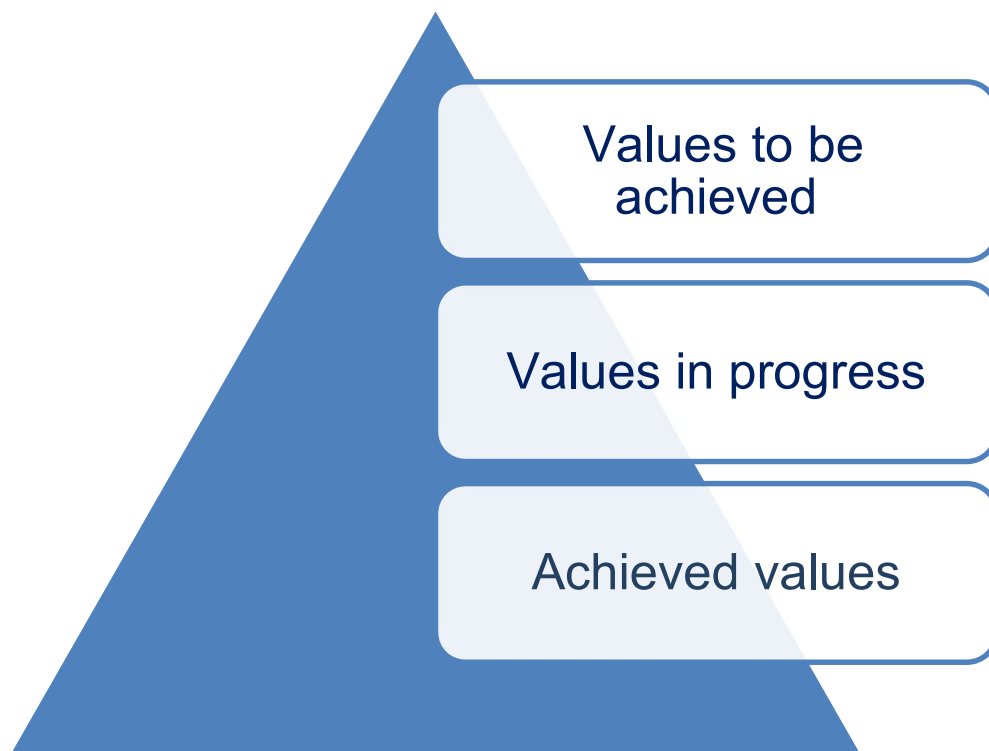 Values to be
achieved
Values in progress
Achieved values